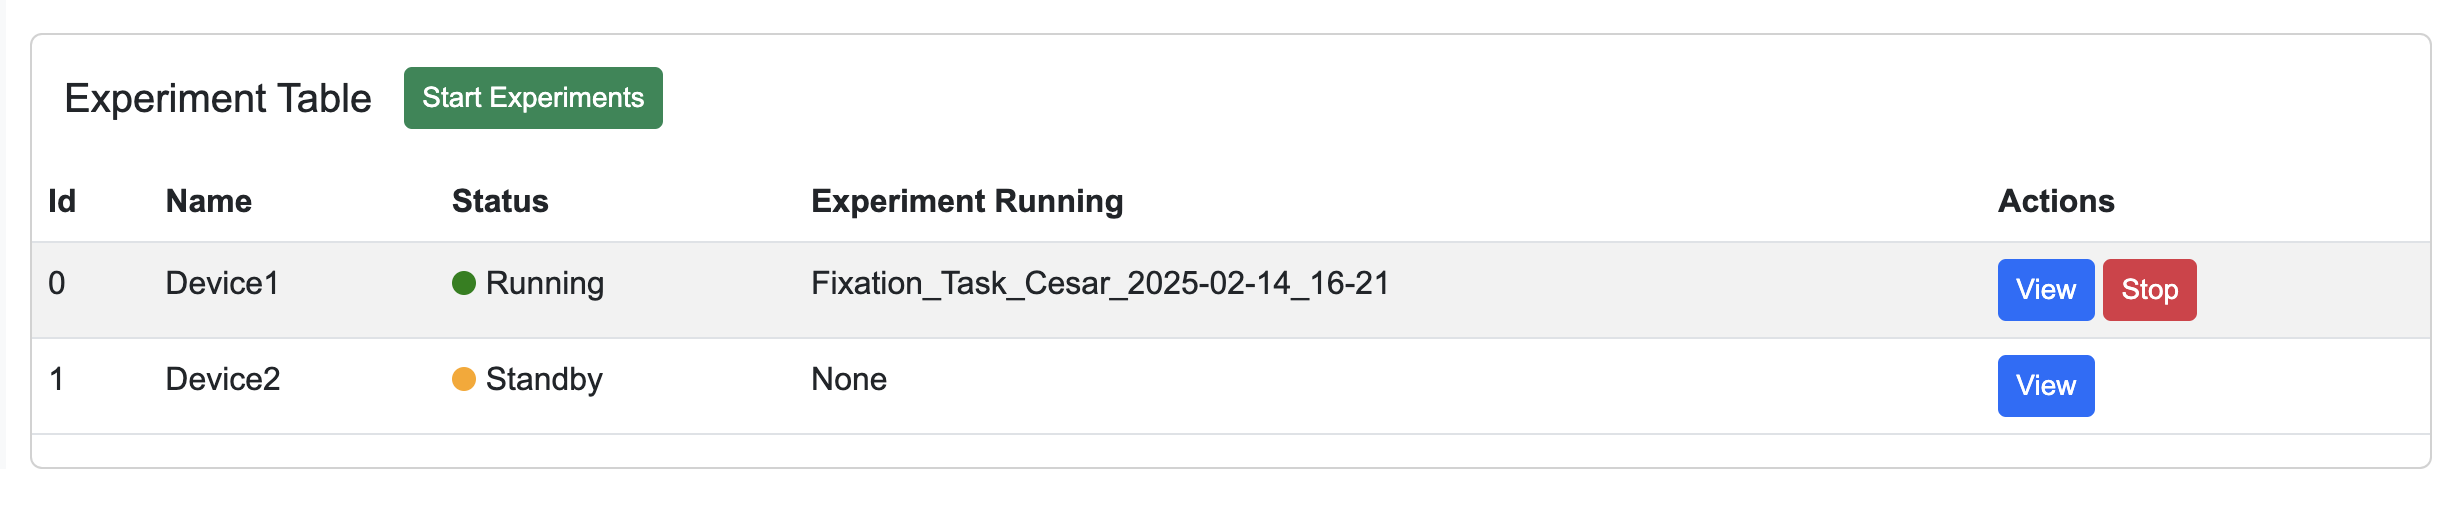 Experiment Table Start Experiments
Id Name Status Experiment Running Actions
0 Device1 Running Fixation_Task_Cesar_2025-02-14_16-21 View Stop
1 Device2 Standby None View